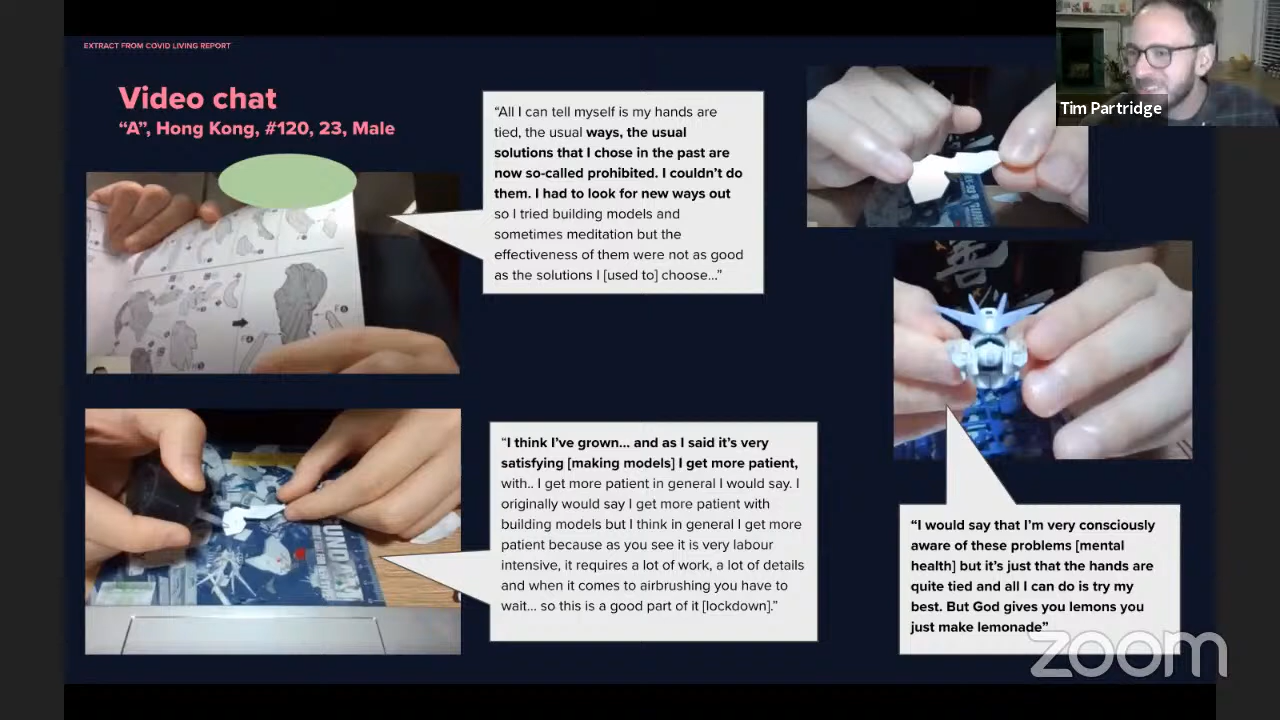 EXTRACT FROM COVID LIVING REPORT
Video chat
“A”, Hong Kong, #120, 23, Male
“All I can tell myself is my hands are
tied, the usual ways, the usual
solutions that I chose in the past are
now so-called prohibited. I couldn’t do
them. I had to look for new ways out
so I tried building models and
sometimes meditation but the
effectiveness of them were not as good
as the solutions I [used to] choose...”
Tim Partridge
“I think I’ve grown... and as I said it’s very
satisfying [making models] I get more patient,
with.. I get more patient in general I would say. I
originally would say I get more patient with
building models but I think in general I get more
patient because as you see it is very labour
intensive, it requires a lot of work, a lot of details
and when it comes to airbrushing you have to
wait... so this is a good part of it [lockdown].”
“I would say that I’m very consciously
aware of these problems [mental
health] but it’s just that the hands are
quite tied and all I can do is try my
best. But God gives you lemons you
just make lemonade”
zoom